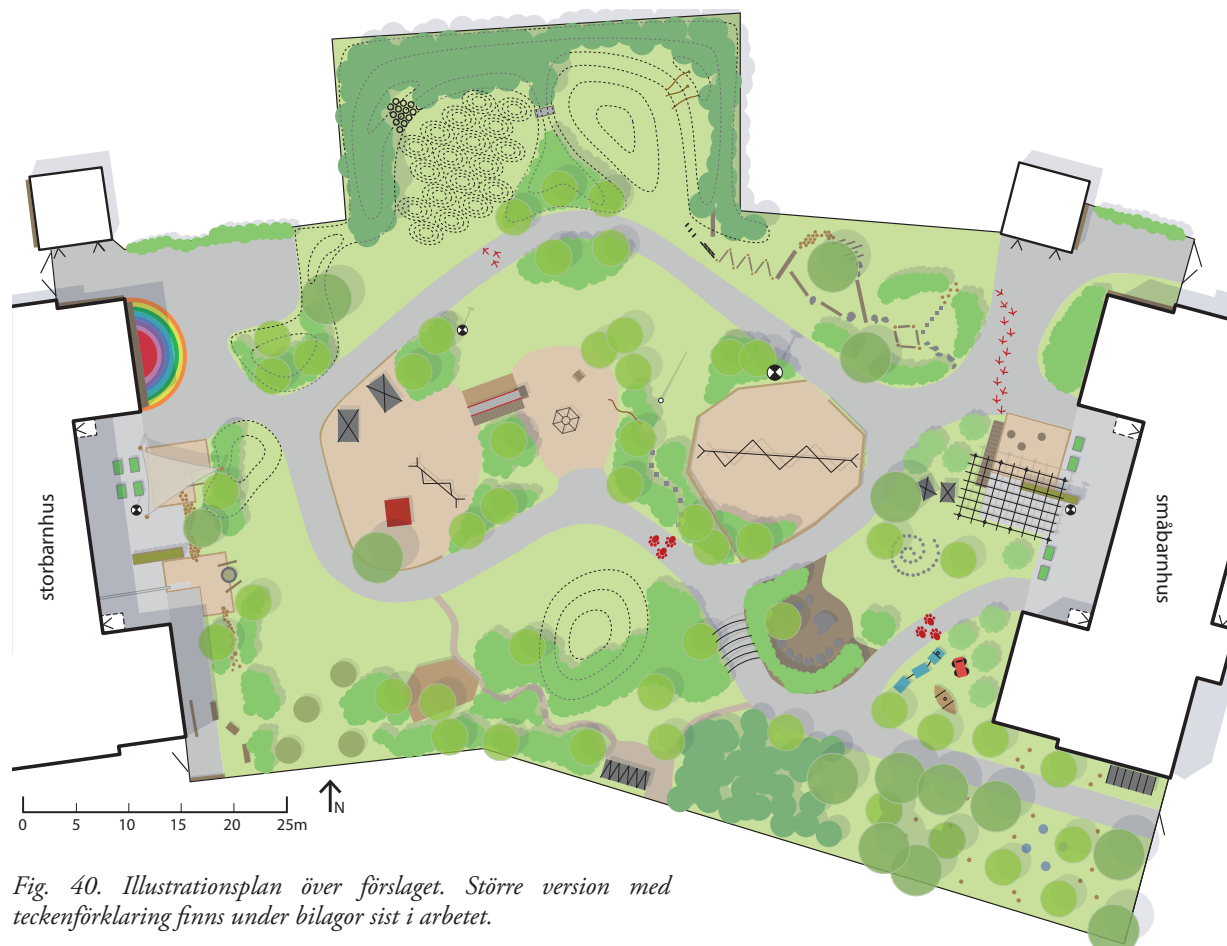 storbarnhus
småbarnhus
N
0 5 10 15 20 25m
Fig. 40. Illustrationsplan över förslaget. Större version med
teckenförklaring finns under bilagor sist i arbetet.